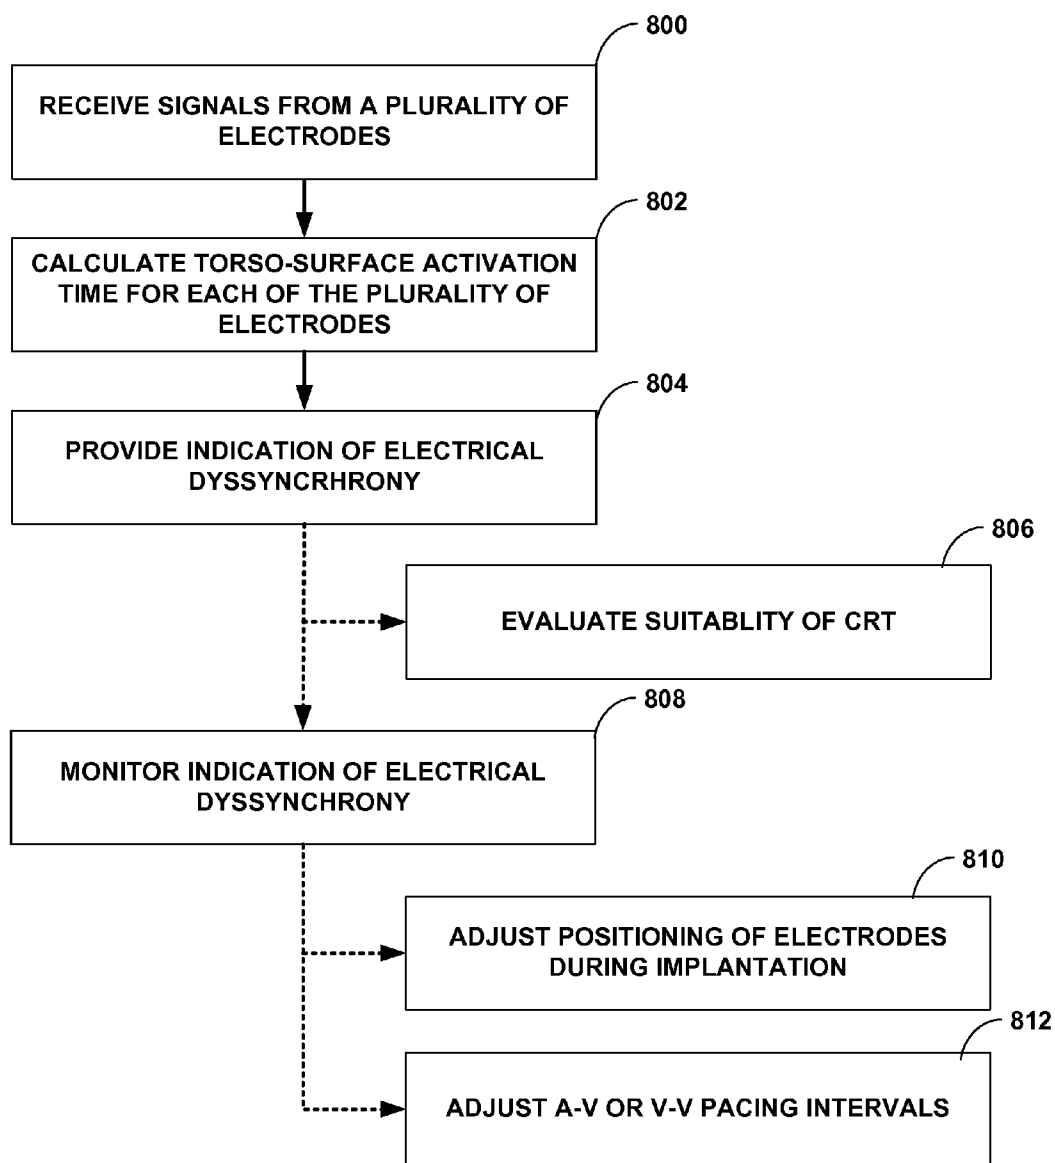 800
RECEIVE SIGNALS FROM A PLURALITY OF
ELECTRODES
802
CALCULATE TORSO-SURFACE ACTIVATION
TIME FOR EACH OF THE PLURALITY OF
ELECTRODES
804
PROVIDE INDICATION OF ELECTRICAL
DYSSYNCRHRONY
806
EVALUATE SUITABLITY OF CRT
808
MONITOR INDICATION OF ELECTRICAL
DYSSYNCHRONY
810
ADJUST POSITIONING OF ELECTRODES
DURING IMPLANTATION
812
ADJUST A-V OR V-V PACING INTERVALS